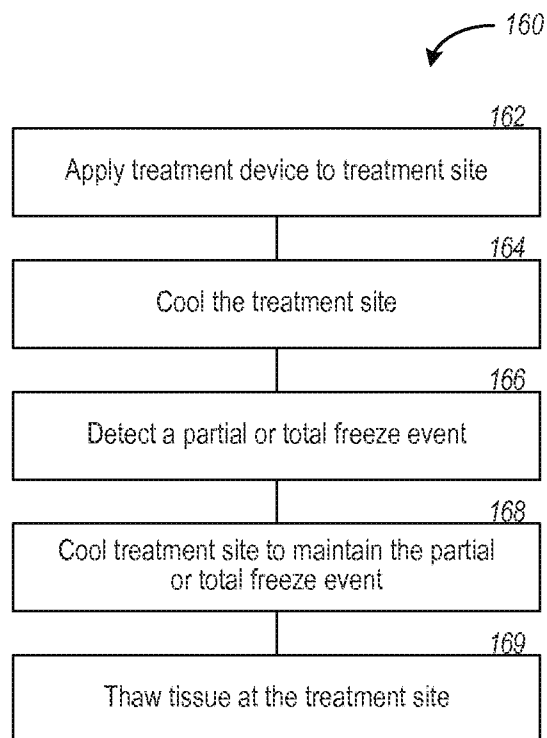 160
162
Apply treatment device to treatment site
164
Cool the treatment site
166
Detect a partial or total freeze event
168
Cool treatment site to maintain the partial
or total freeze event
169
Thaw tissue at the treatment site